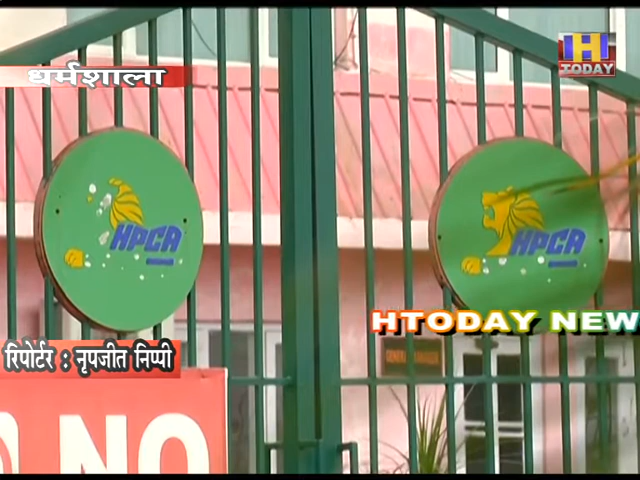 H
TODAY
धर्मशाला
HPCA
HPCA
HTODAY NEW
रिपोर्टर : नृपजीत निप्पी
NO